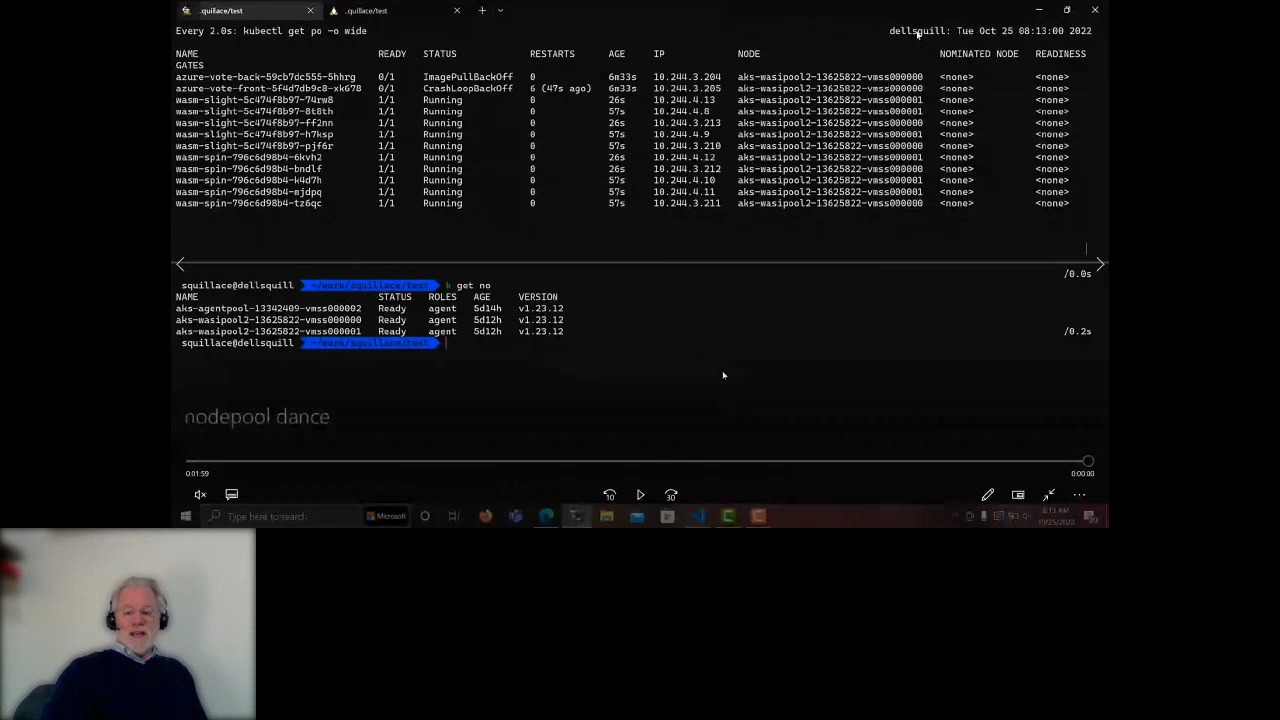 .quillace/test
..quillace/test
Every 2.0s: kubectl get po -o wide dellsquill: Tue Oct 25 08:13:00 2022
NAME READY STATUS RESTARTS AGE IP NODE NOMINATED NODE READINESS
GATES
azure-vote-back-59cb7dc555-5hhrg 0/1 ImagePullBackOff 0 6m33s 10.244.3.204 aks-wasipool2-13625822-vmss000000 <none> <none>
azure-vote-front-5f4d7db9c8-xk678 0/1 CrashLoopBackOff 6 (47s ago) 6m33s 10.244.3.205 aks-wasipool2-13625822-vmss000000 <none> <none>
wasm-slight-5c474f8b97-74rw8 1/1 Running 0 26s 10.244.4.13 aks-wasipool2-13625822-vmss000001 <none> <none>
wasm-slight-5c474f8b97-8t8th 1/1 Running 0 57s 10.244.4.8 aks-wasipool2-13625822-vmss000001 <none> <none>
wasm-slight-5c474f8b97-ff2nn 1/1 Running 0 26s 10.244.3.213 aks-wasipool2-13625822-vmss000000 <none> <none>
wasm-slight-5c474f8b97-h7ksp 1/1 Running 0 57s 10.244.4.9 aks-wasipool2-13625822-vmss000001 <none> <none>
wasm-slight-5c474f8b97-pjf6r 1/1 Running 0 57s 10.244.3.210 aks-wasipool2-13625822-vmss000000 <none> <none>
wasm-spin-796c6d98b4-6kvh2 1/1 Running 0 26s 10.244.4.12 aks-wasipool2-13625822-vmss000001 <none> <none>
wasm-spin-796c6d98b4-bndlf 1/1 Running 0 26s 10.244.3.212 aks-wasipool2-13625822-vmss000000 <none> <none>
wasm-spin-796c6d98b4-k4d7h 1/1 Running 0 57s 10.244.4.10 aks-wasipool2-13625822-vmss000001 <none> <none>
wasm-spin-796c6d98b4-mjdpq 1/1 Running 0 57s 10.244.4.11 aks-wasipool2-13625822-vmss000001 <none> <none>
wasm-spin-796c6d98b4-tz6qc 1/1 Running 0 57s 10.244.3.211 aks-wasipool2-13625822-vmss000000 <none> <none>
/0.0s
squillace@dellsquill ~/work/squillace/test k get no
NAME STATUS ROLES AGE VERSION
aks-agentpool-13342409-vmss000002 Ready agent 5d14h v1.23.12
aks-wasipool2-13625822-vmss000000 Ready agent 5d12h v1.23.12
aks-wasipool2-13625822-vmss000001 Ready agent 5d12h v1.23.12 /0.2s
squillace@dellsquill ~/work/squillace/test
nodepool dance
0:01:59 0:00:00
10 30
Type here to search Microsoft
8:13 AM
10/25/2022